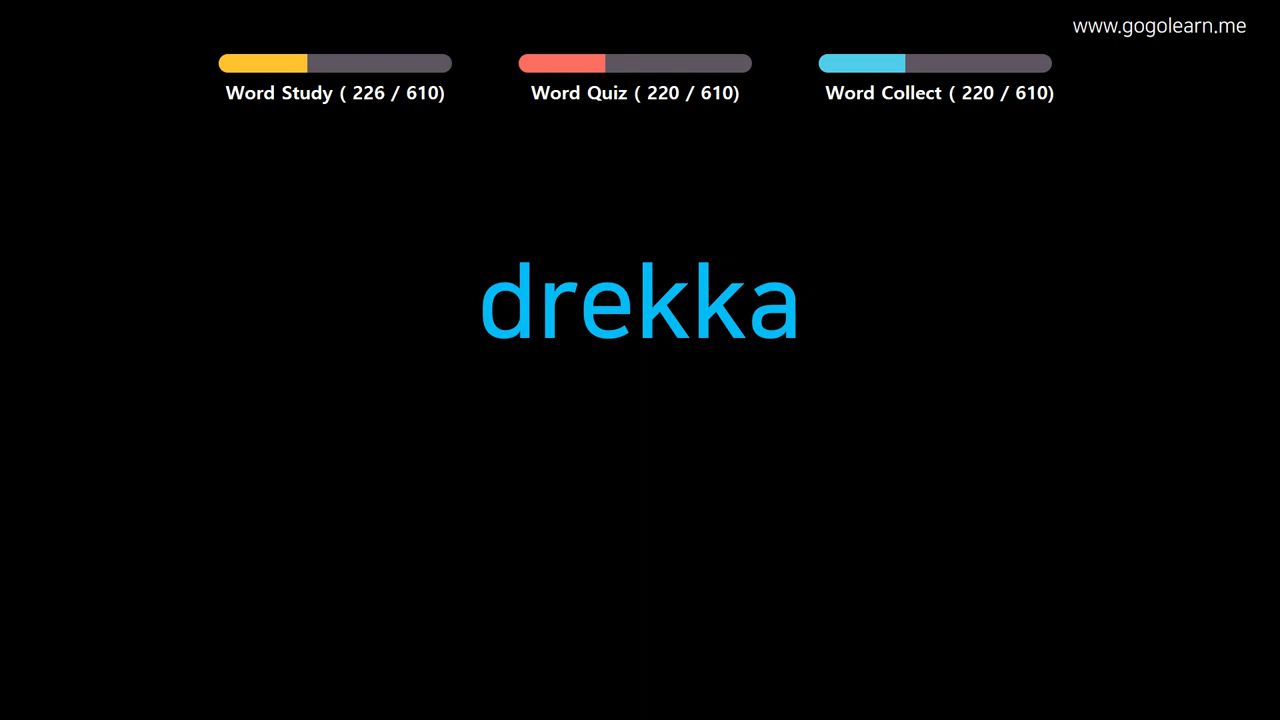 www.gogolearn.me
Word Study ( 226 / 610)
Word Quiz ( 220 / 610)
Word Collect ( 220 / 610)
drekka